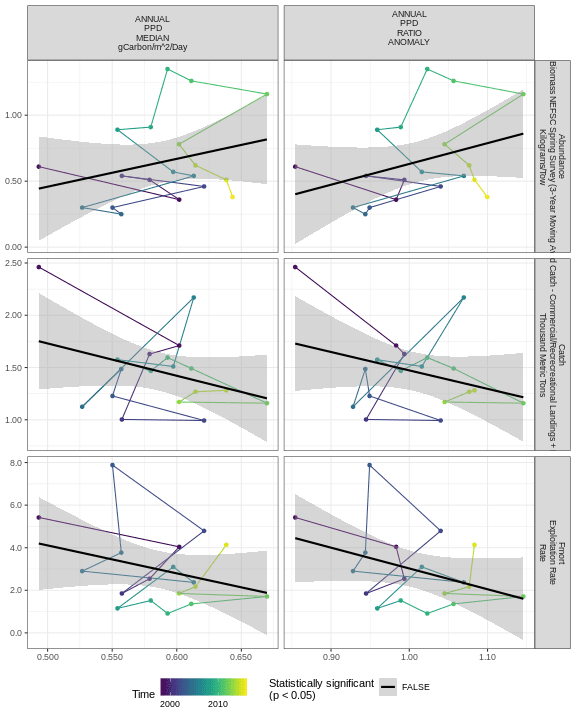 ANNUAL
PPD
MEDIAN
gCarbon/m^2/Day
ANNUAL
PPD
RATIO
ANOMALY
1.00
0.50
0.00
Abundance
Biomass NEFSC Spring Survey (3-Year Moving
Kilograms/Tow
2.50
2.00
1.50
1.00
Catch
Catch - Commercial/Recrecreational Landings +
Thousand Metric Tons
8.0
6.0
4.0
2.0
0.0
Fmort
Exploitation Rate
Rate
0.500
0.550
0.600
0.650
0.90
1.00
1.10
Time
2000
2010
Statistically significant
(p < 0.05)
FALSE